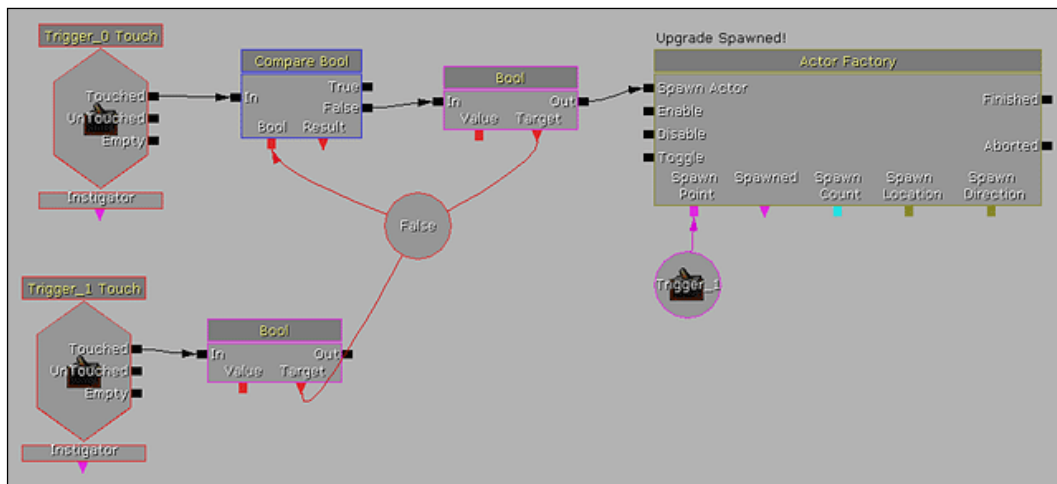 Trigger_0 Touch
Touched
UnTouched
Empty
Instigator
Compare Bool
In
True
False
Bool Result
Bool
In Out
Value Target
Upgrade Spawned!
Actor Factory
Spawn Actor
Enable
Disable
Toggle
Finished
Aborted
Spawn Point
Spawned
Spawn Count
Spawn Location
Spawn Direction
False
Trigger_1
Trigger_1 Touch
Touched
UnTouched
Empty
Instigator
Bool
In Out
Value Target